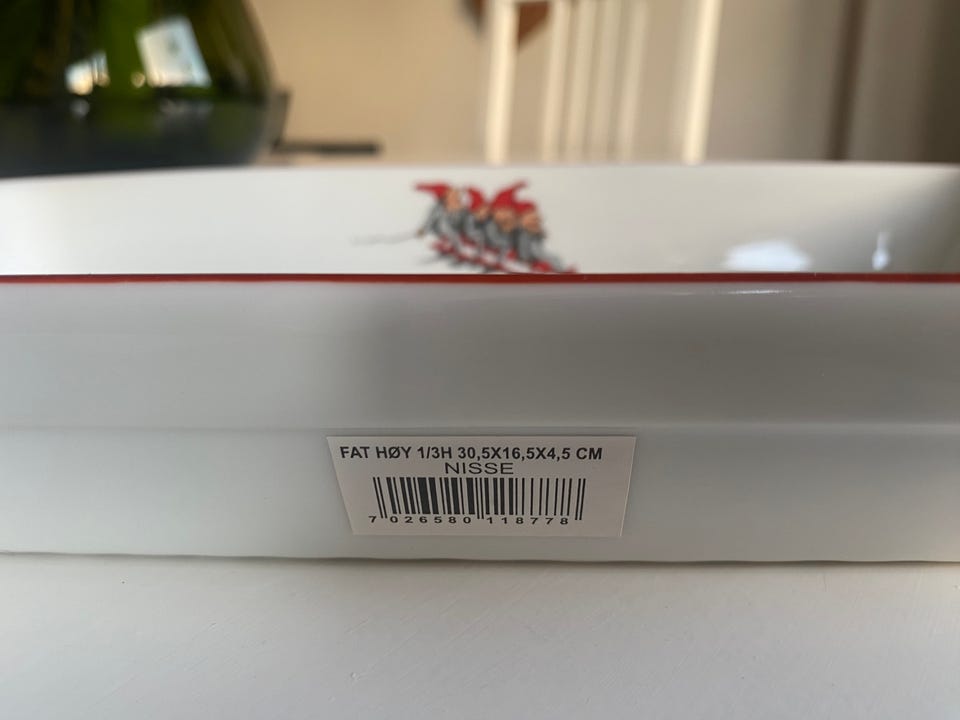 FAT HØY 1/3H 30,5X16,5X4,5 CM
NISSE
7 026580 118778